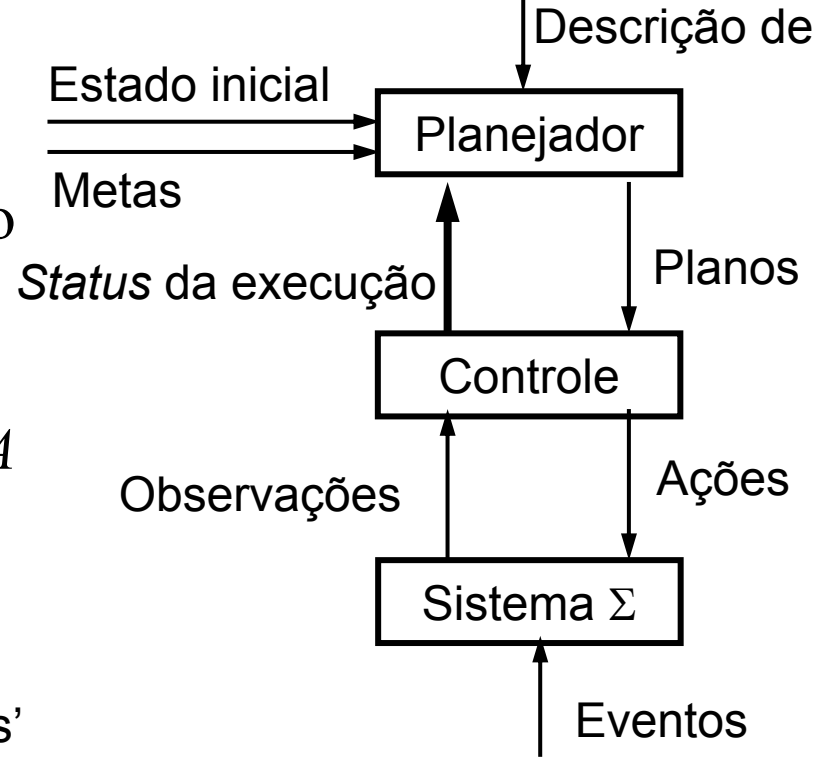 Descrição de
Estado inicial
Planejador
Metas
o
Status da execução
Planos
Controle
A
Observações
Ações
Sistema Σ
Eventos
s’